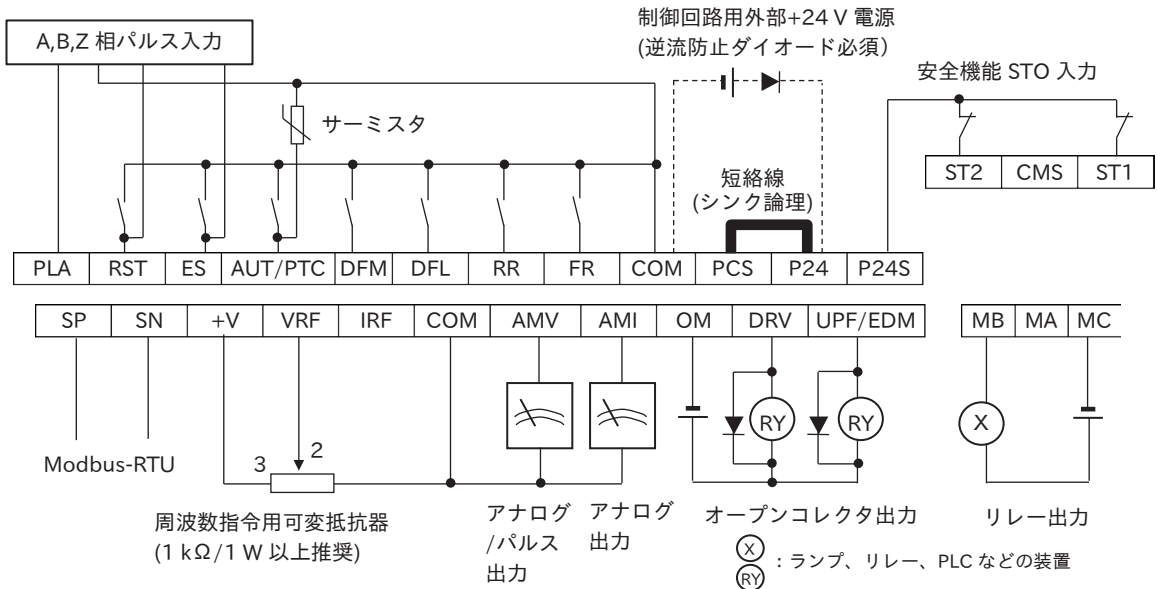 制御回路用外部+24 V 電源
(逆流防止ダイオード必須)
A,B,Z 相パルス入力
安全機能 STO 入力
サーミスタ
短絡線
(シンク論理)
ST2 CMS ST1
PLA RST ES AUT/PTC DFM DFL RR FR COM PCS P24 P24S
SP SN +V VRF IRF COM AMV AMI OM DRV UPF/EDM MB MA MC
RY RY X
Modbus-RTU
3 2
周波数指令用可変抵抗器
(1 kΩ/1 W 以上推奨)
アナログ
/パルス
出力
アナログ
出力
オープンコレクタ出力
リレー出力
X
RY
:ランプ、リレー、PLC などの装置